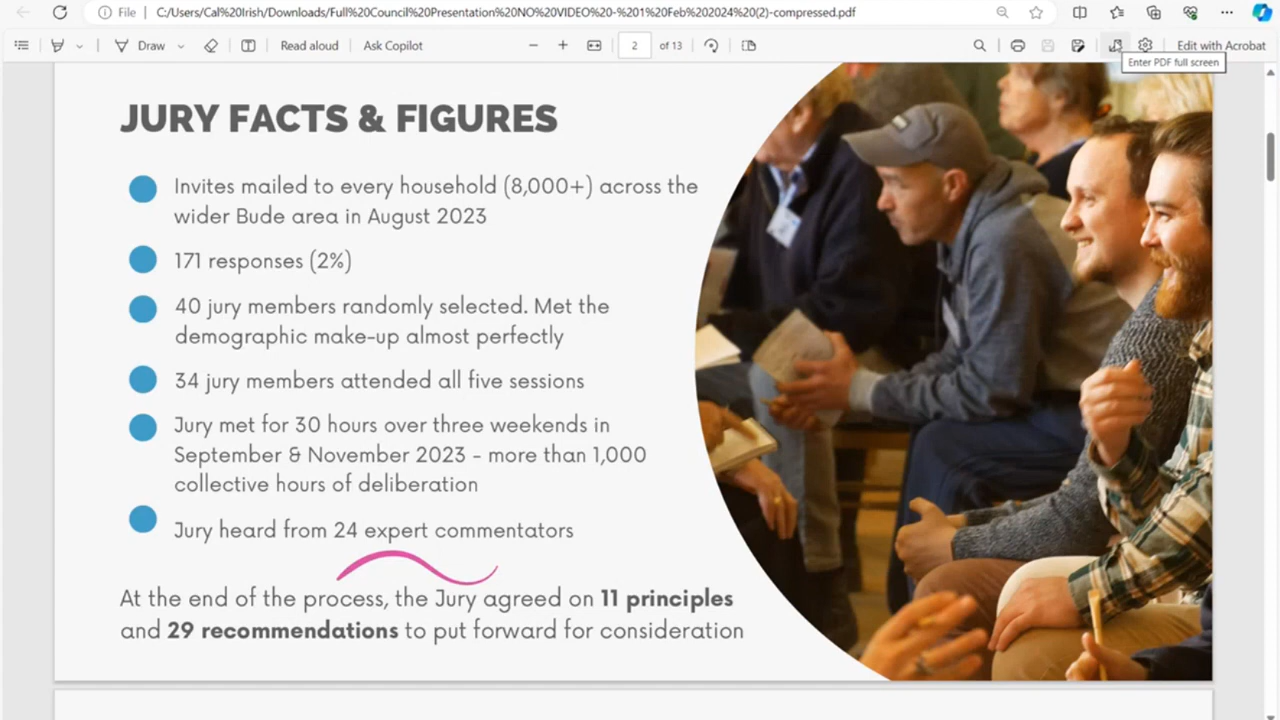 File
C:/Users/Cal%20Irish/Downloads/Full%20Council%20Presentation%20NO%20VIDEO%20-%201%20Feb%202024%20(2)-compressed.pdf
Draw
Read aloud
Ask Copilot
2
of 13
Edit with Acrobat
Enter PDF full screen
JURY FACTS & FIGURES
Invites mailed to every household (8,000+) across the
wider Bude area in August 2023
171 responses (2%)
40 jury members randomly selected. Met the
demographic make-up almost perfectly
34 jury members attended all five sessions
Jury met for 30 hours over three weekends in
September & November 2023 - more than 1,000
collective hours of deliberation
Jury heard from 24 expert commentators
At the end of the process, the Jury agreed on 11 principles
and 29 recommendations to put forward for consideration